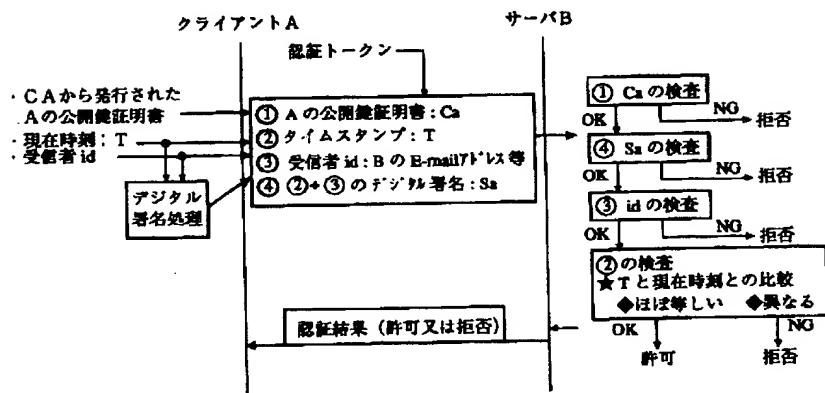 クライアントA
サーバB
認証トークン
・CAから発行された
Aの公開鍵証明書
・現在時刻:T
・受信者id
デジタル
署名処理
① Aの公開鍵証明書:Ca
② タイムスタンプ:T
③ 受信者id:BのE-mailアドレス等
④ ②+③のデジタル署名:Sa
① Caの検査
OK
NG
拒否
④ Saの検査
OK
NG
拒否
③ idの検査
OK
NG
拒否
②の検査
★Tと現在時刻との比較
◆ほぼ等しい ◆異なる
OK
NG
許可
拒否
認証結果(許可又は拒否)